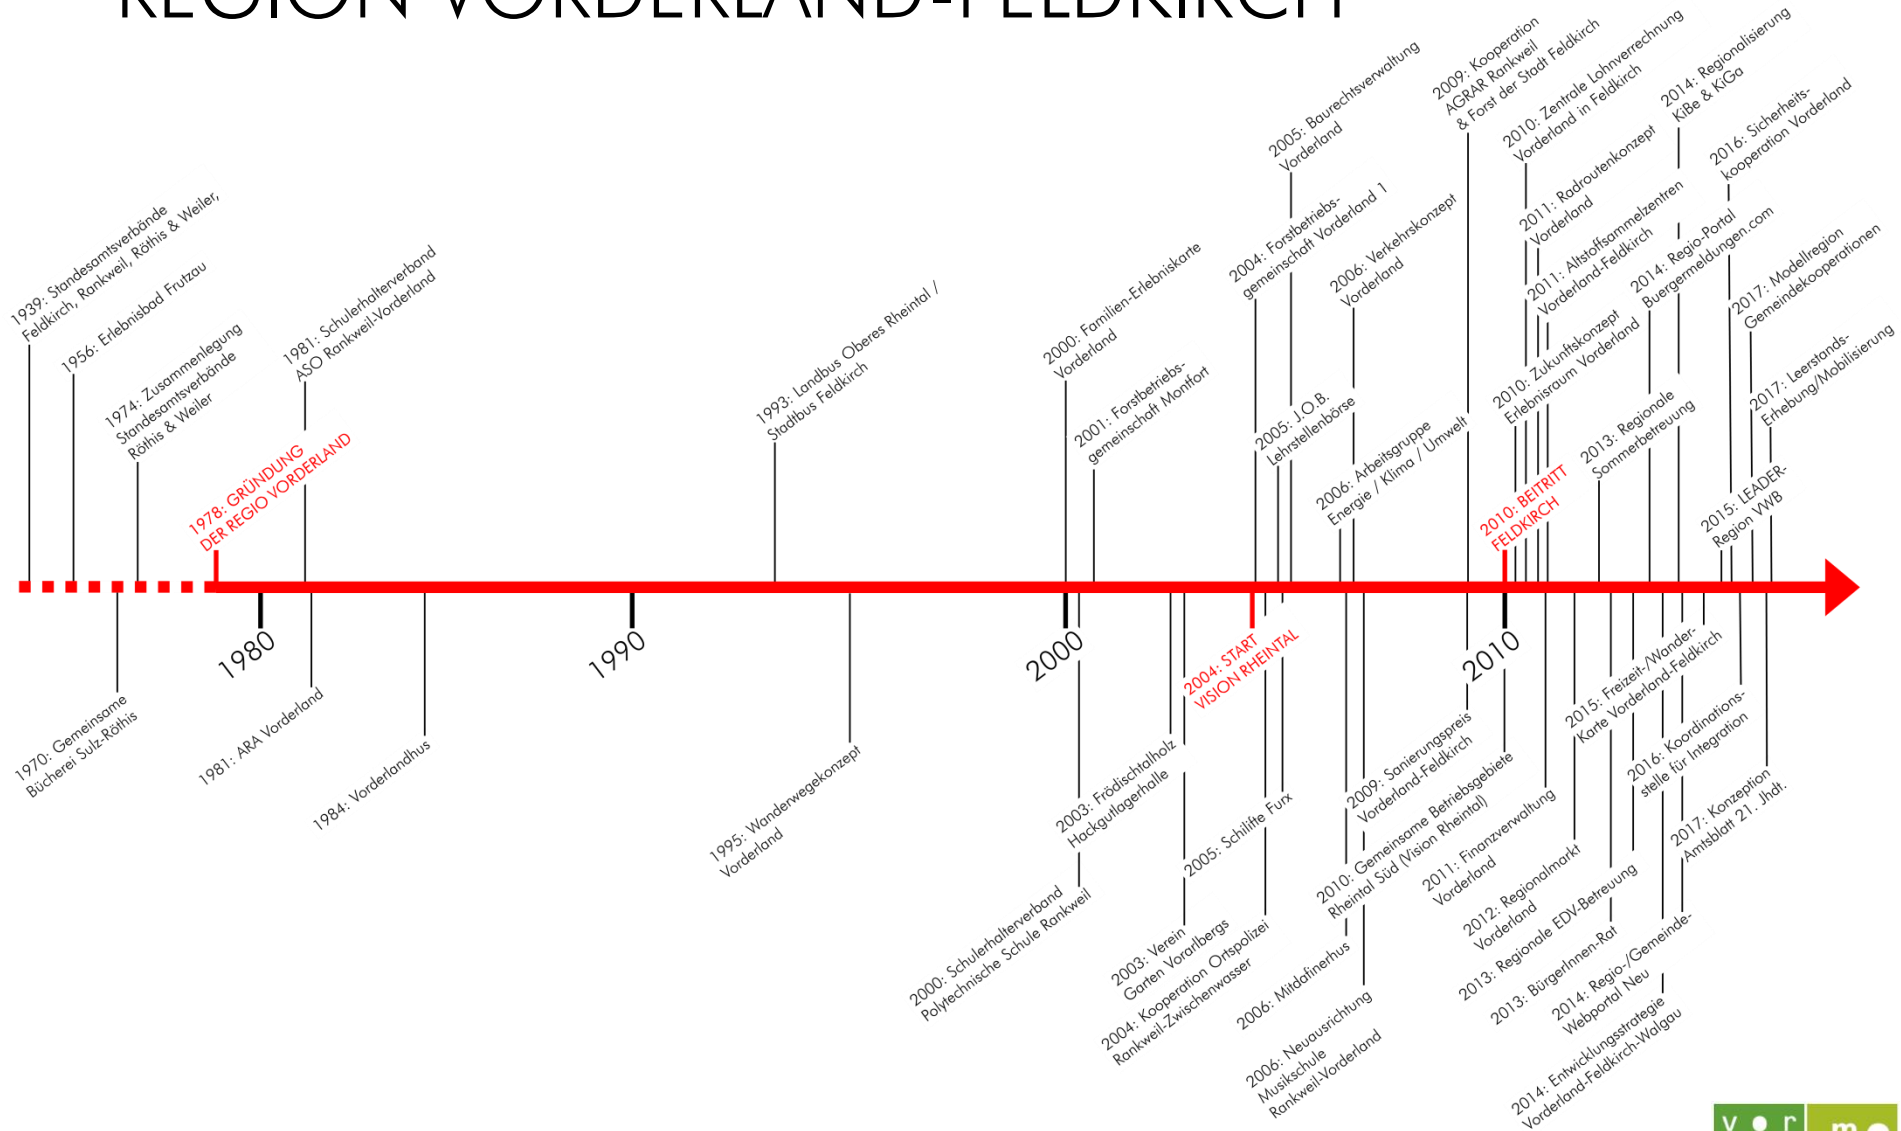 REGION VORDERLAND-FELDKIRCH
1939: Standesamtsverbände
Feldkirch, Rankweil, Röthis & Weiler,
1956: Erlebnisbad Frutzau
1974: Zusammenlegung
Standesamtsverbände
Röthis & Weiler
1978: GRÜNDUNG
DER REGIO VORDERLAND
1981: Schulerhalterverband
ASO Rankweil-Vorderland
1993: Landbus Oberes Rheintal /
Stadtbus Feldkirch
2000: Familien-Erlebniskarte
Vorderland
2001: Forstbetriebs-
gemeinschaft Montfort
2004: Forstbetriebs-
gemeinschaft Vorderland 1
2005: J.O.B.
Lehrstellenbörse
2005: Baurechtsverwaltung
Vorderland
2006: Arbeitsgruppe
Energie / Klima / Umwelt
2006: Verkehrskonzept
Vorderland
2009: Kooperation
AGRAR Rankweil
& Forst der Stadt Feldkirch
2010: BEITRITT
FELDKIRCH
2010: Zukunftskonzept
Erlebnisraum Vorderland
2010: Zentrale Lohnverrechnung
Vorderland in Feldkirch
2011: Radroutenkonzept
Vorderland
2011: Altstoffsammelzentren
Vorderland-Feldkirch
2013: Regionale
Sommerbetreuung
2014: Regio-Portal
Buergermeldungen.com
2014: Regionalisierung
KiBe & KiGa
2015: LEADER-
Region VWB
2016: Sicherheits-
kooperation Vorderland
2017: Modellregion
Gemeindekooperationen
2017: Leerstands-
Erhebung/Mobilisierung
1980
1990
2000
2010
1970: Gemeinsame
Bücherei Sulz-Röthis
1981: ARA Vorderland
1984: Vorderlandhus
1995: Wanderwegekonzept
Vorderland
2000: Schulerhalterverband
Polytechnische Schule Rankweil
2003: Frödischtalholz
Hackgutlagerhalle
2003: Verein
Garten Vorarlbergs
2004: START
VISION RHEINTAL
2004: Kooperation Ortspolizei
Rankweil-Zwischenwasser
2005: Schilifte Furx
2006: Mitdafinerhus
2006: Neuausrichtung
Musikschule
Rankweil-Vorderland
2009: Sanierungspreis
Vorderland-Feldkirch
2010: Gemeinsame Betriebsgebiete
Rheintal Süd (Vision Rheintal)
2011: Finanzverwaltung
Vorderland
2012: Regionalmarkt
Vorderland
2013: Regionale EDV-Betreuung
2013: BürgerInnen-Rat
2014: Regio-/Gemeinde-
Webportal Neu
2014: Entwicklungsstrategie
Vorderland-Feldkirch-Walgau
2015: Freizeit-/Wander-
Karte Vorderland-Feldkirch
2016: Koordinations-
stelle für Integration
2017: Konzeption
Amtsblatt 21. Jhdt.